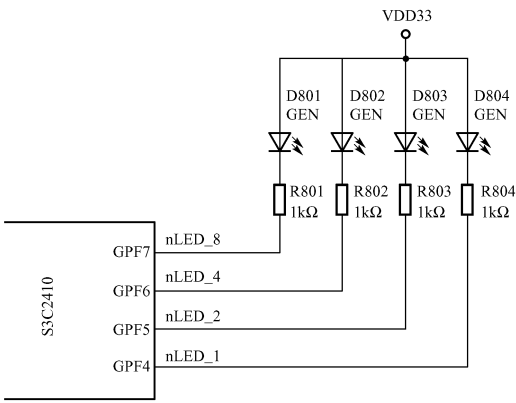 VDD33
D801 D802 D803 D804
GEN GEN GEN GEN
R801 R802 R803 R804
1kΩ 1kΩ 1kΩ 1kΩ
GPF7 nLED_8
GPF6 nLED_4
GPF5 nLED_2
GPF4 nLED_1
S3C2410